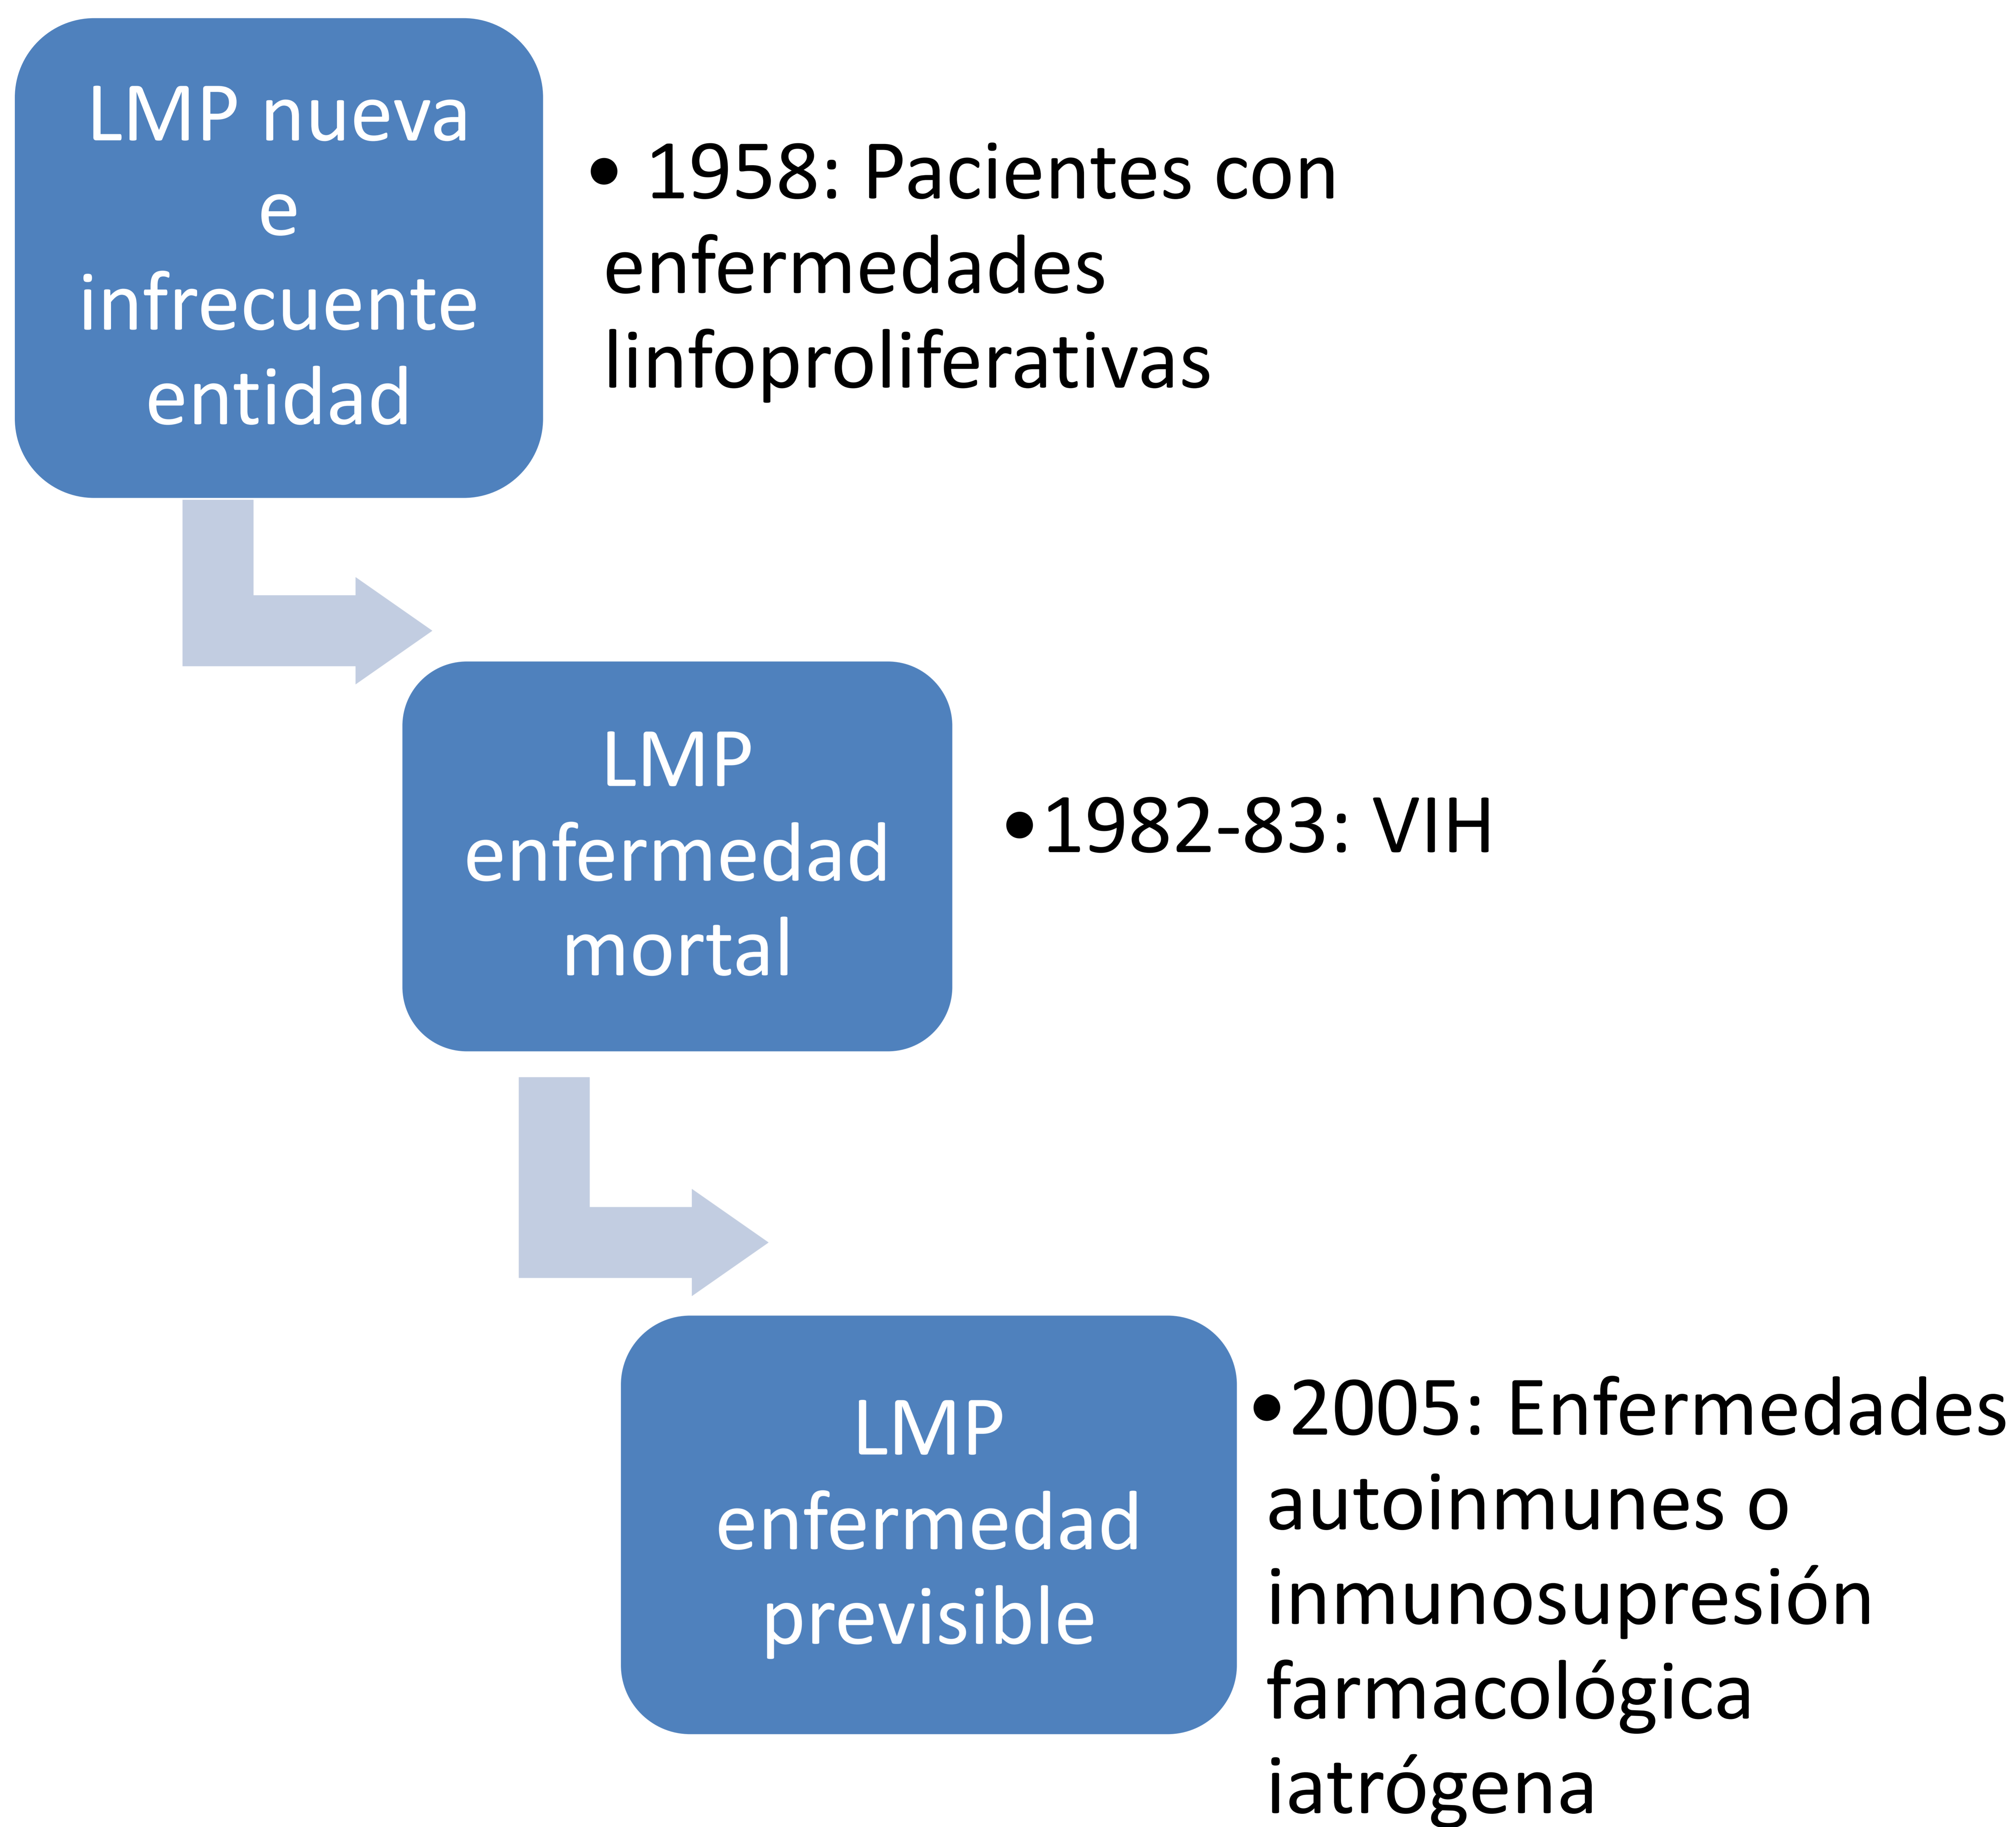 LMP nueva
e
infrecuente
entidad
• 1958: Pacientes con
enfermedades
linfoproliferativas
LMP
enfermedad
mortal
•1982-83: VIH
LMP
enfermedad
previsible
•2005: Enfermedades
autoinmunes o
inmunosupresión
farmacológica
iatrógena